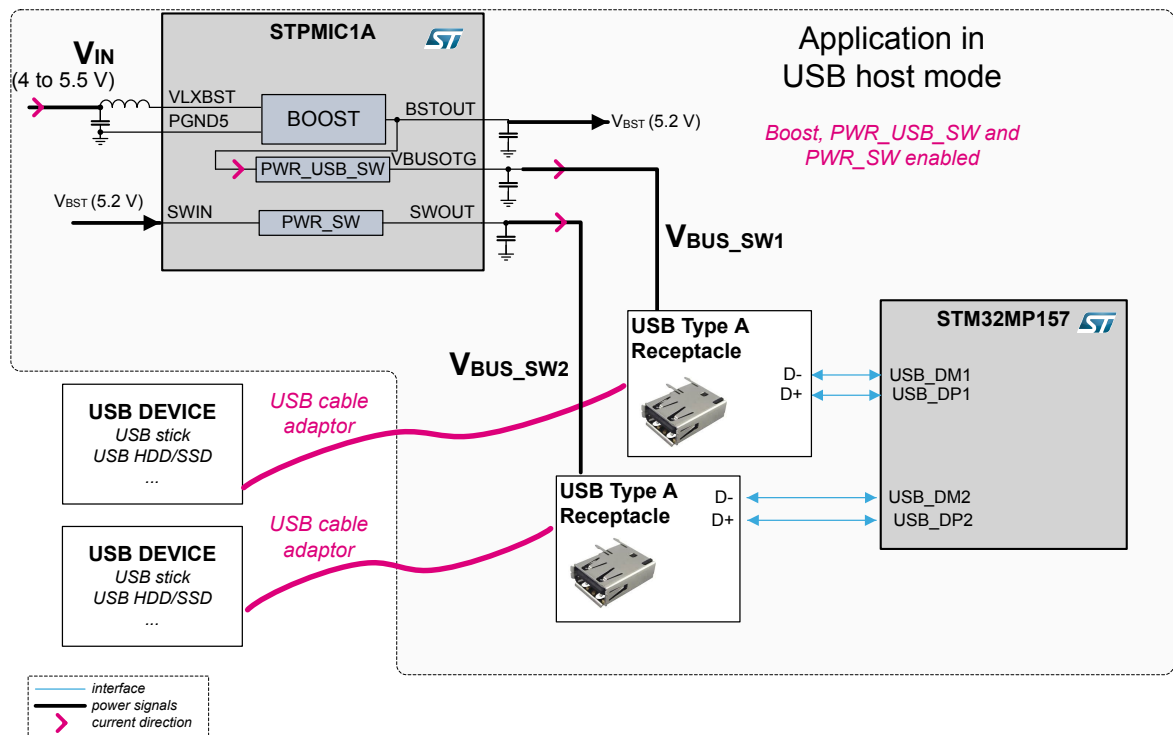 STPMIC1A
ST
Application in
USB host mode
Boost, PWR_USB_SW and
PWR_SW enabled
VIN
(4 to 5.5 V)
VLXBST
PGND5
BOOST
BSTOUT
VBST (5.2 V)
PWR_USB_SW
VBUSOTG
VBST (5.2 V)
SWIN
PWR_SW
SWOUT
VBUS_SW1
VBUS_SW2
USB Type A
Receptacle
D-
D+
STM32MP157
ST
USB_DM1
USB_DP1
USB_DM2
USB_DP2
USB DEVICE
USB stick
USB HDD/SSD
...
USB cable
adaptor
USB Type A
Receptacle
D-
D+
USB DEVICE
USB stick
USB HDD/SSD
...
USB cable
adaptor
interface
power signals
current direction